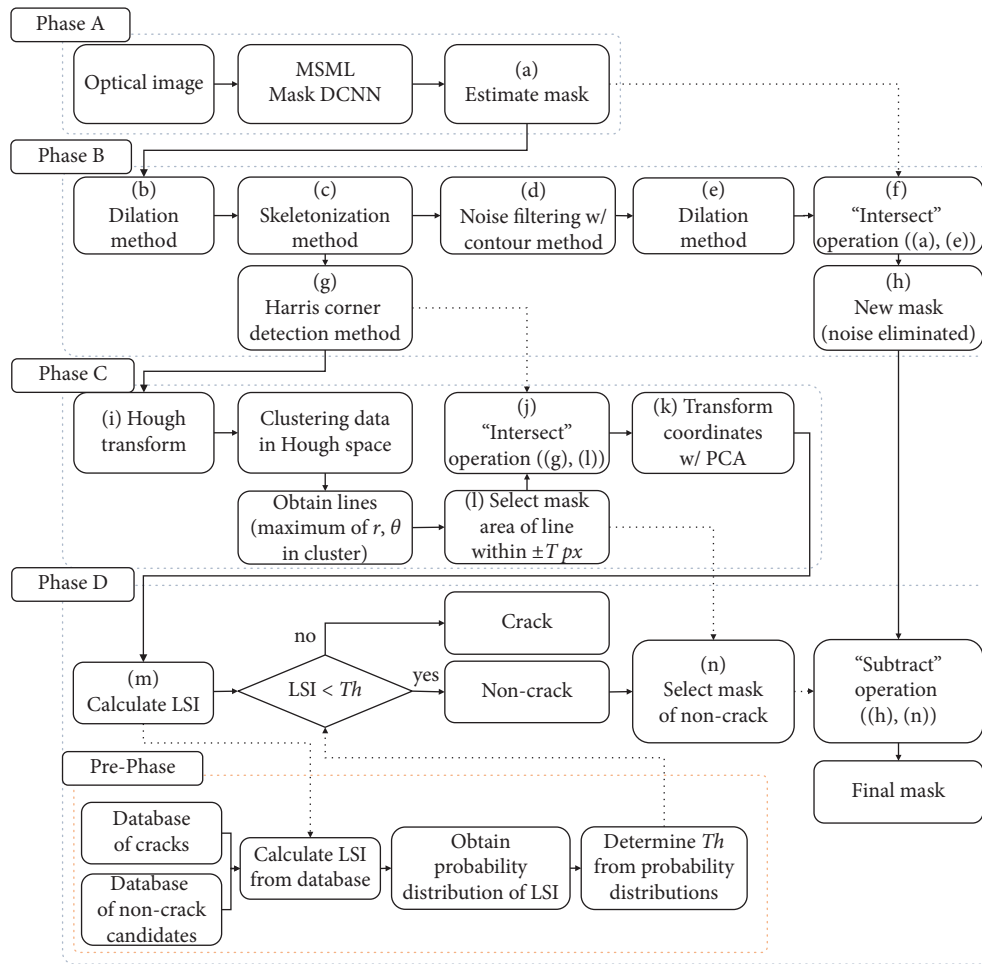 Phase A
Optical image
MSML
Mask DCNN
(a)
Estimate mask
Phase B
(b)
Dilation
method
(c)
Skeletonization
method
(d)
Noise filtering w/
contour method
(e)
Dilation
method
(f)
“Intersect”
operation ((a), (e))
(g)
Harris corner
detection method
(h)
New mask
(noise eliminated)
Phase C
(i) Hough
transform
Clustering data
in Hough space
(j)
“Intersect”
operation ((g), (l))
(k) Transform
coordinates
w/ PCA
Obtain lines
(maximum of r, θ
in cluster)
(l) Select mask
area of line
within ±T px
Phase D
(m)
Calculate LSI
LSI < Th
no
yes
Crack
Non-crack
(n)
Select mask
of non-crack
“Subtract”
operation
((h), (n))
Final mask
Pre-Phase
Database
of cracks
Database
of non-crack
candidates
Calculate LSI
from database
Obtain
probability
distribution of LSI
Determine Th
from probability
distributions